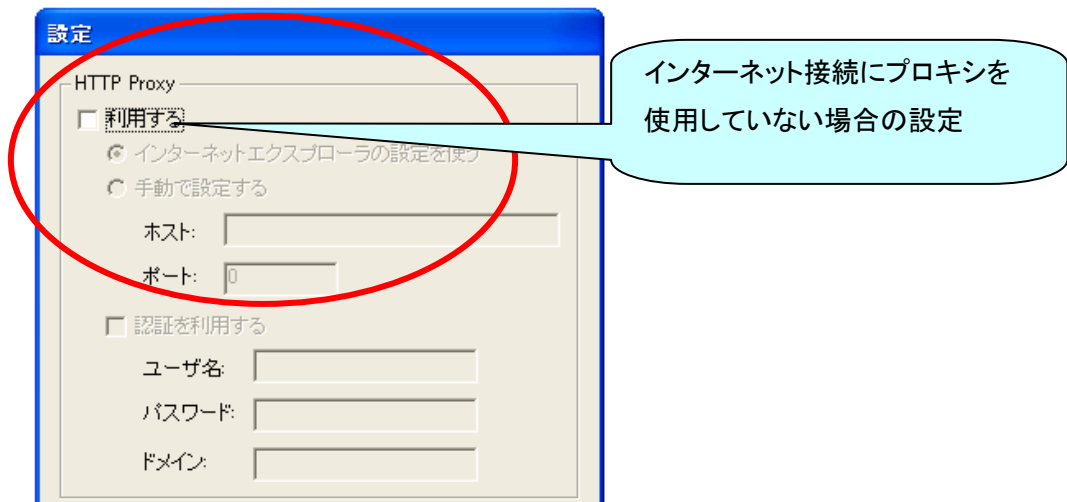 設定
インターネット接続にプロキシを
使用していない場合の設定
HTTP Proxy
利用する
インターネットエクスプローラの設定を使う
手動で設定する
ホスト:
ポート: 0
認証を利用する
ユーザ名:
パスワード:
ドメイン: